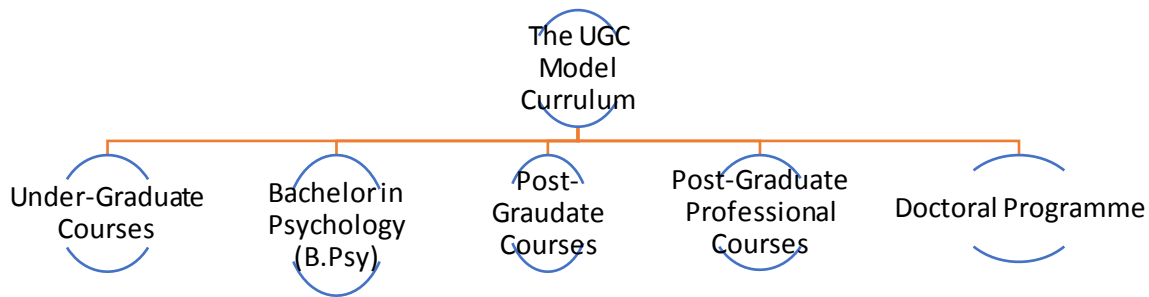 The UGC
Model
Currulum
Under-Graduate
Courses
Bachelor in
Psychology
(B.Psy)
Post-
Graudate
Courses
Post-Graduate
Professional
Courses
Doctoral Programme